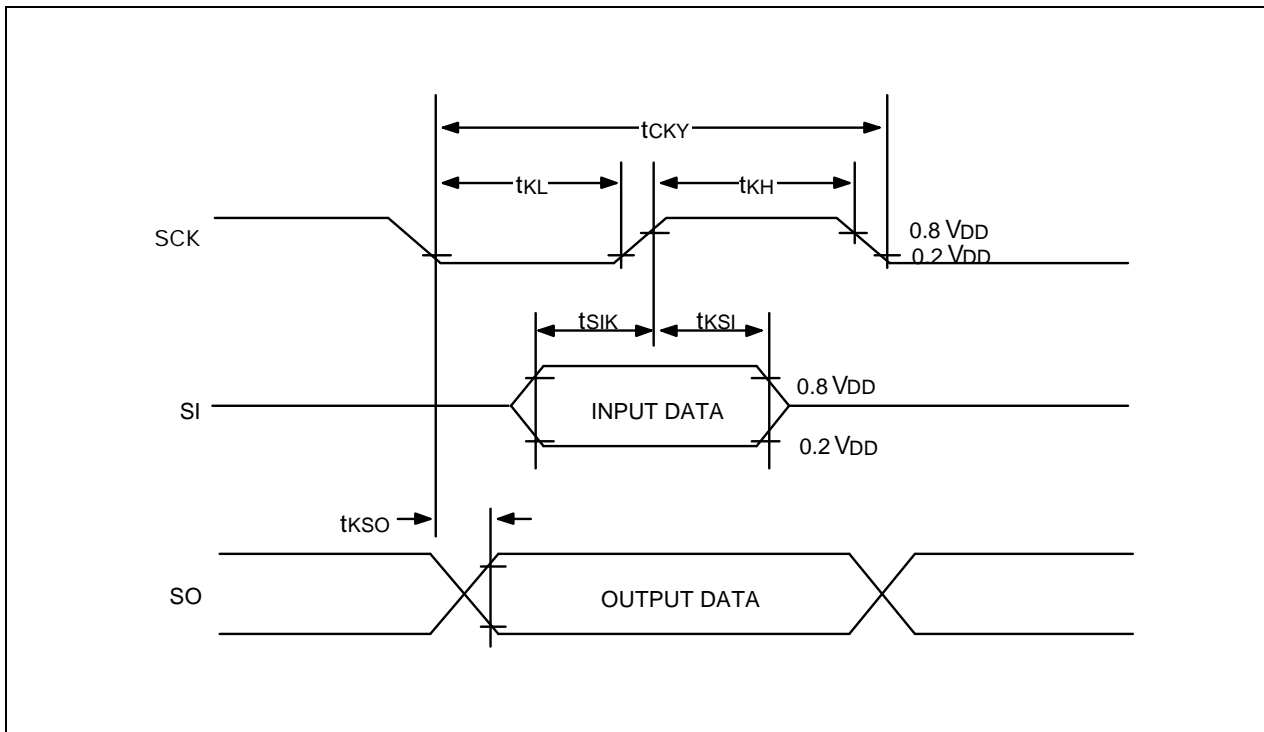 tCKY
tKL
tKH
SCK
0.8 VDD
0.2 VDD
tSIK
tKSI
0.8 VDD
SI
INPUT DATA
0.2 VDD
tKSO
SO
OUTPUT DATA